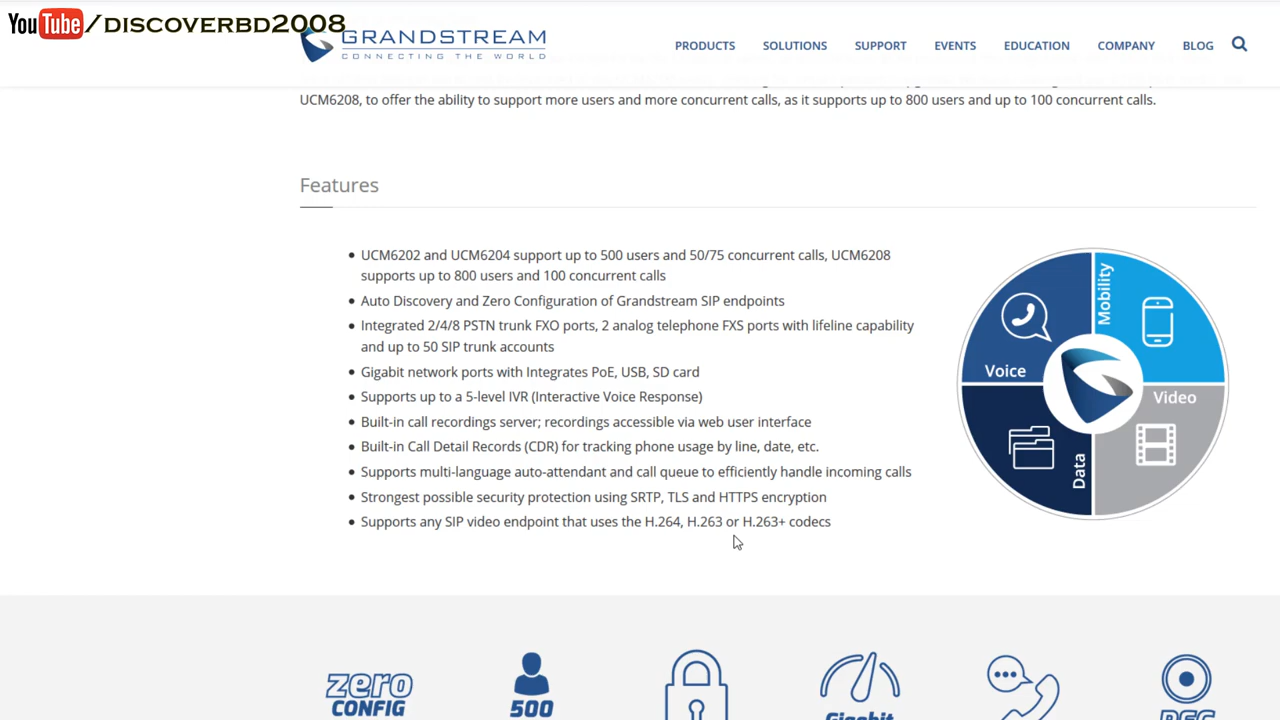 YouTube/DISCOVERBD2008
GRANDSTREAM
CONNECTING THE WORLD
PRODUCTS SOLUTIONS SUPPORT EVENTS EDUCATION COMPANY BLOG
UCM6208, to offer the ability to support more users and more concurrent calls, as it supports up to 800 users and up to 100 concurrent calls.
Features
UCM6202 and UCM6204 support up to 500 users and 50/75 concurrent calls, UCM6208
supports up to 800 users and 100 concurrent calls
Auto Discovery and Zero Configuration of Grandstream SIP endpoints
Integrated 2/4/8 PSTN trunk FXO ports, 2 analog telephone FXS ports with lifeline capability
and up to 50 SIP trunk accounts
Gigabit network ports with Integrates PoE, USB, SD card
Supports up to a 5-level IVR (Interactive Voice Response)
Built-in call recordings server; recordings accessible via web user interface
Built-in Call Detail Records (CDR) for tracking phone usage by line, date, etc.
Supports multi-language auto-attendant and call queue to efficiently handle incoming calls
Strongest possible security protection using SRTP, TLS and HTTPS encryption
Supports any SIP video endpoint that uses the H.264, H.263 or H.263+ codecs
Mobility
Voice
Video
Data
zero
CONFIG
500
Gigabit
REC